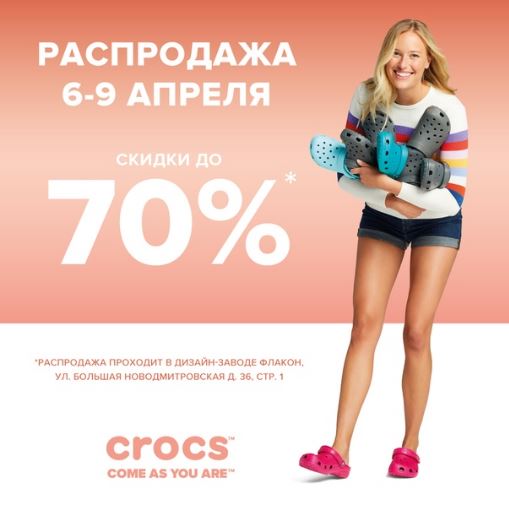 РАСПРОДАЖА
6-9 АПРЕЛЯ
СКИДКИ ДО
70%*
*РАСПРОДАЖА ПРОХОДИТ В ДИЗАЙН-ЗАВОДЕ ФЛАКОН,
УЛ. БОЛЬШАЯ НОВОДМИТРОВСКАЯ Д. 36, СТР. 1
crocs™
COME AS YOU ARE™